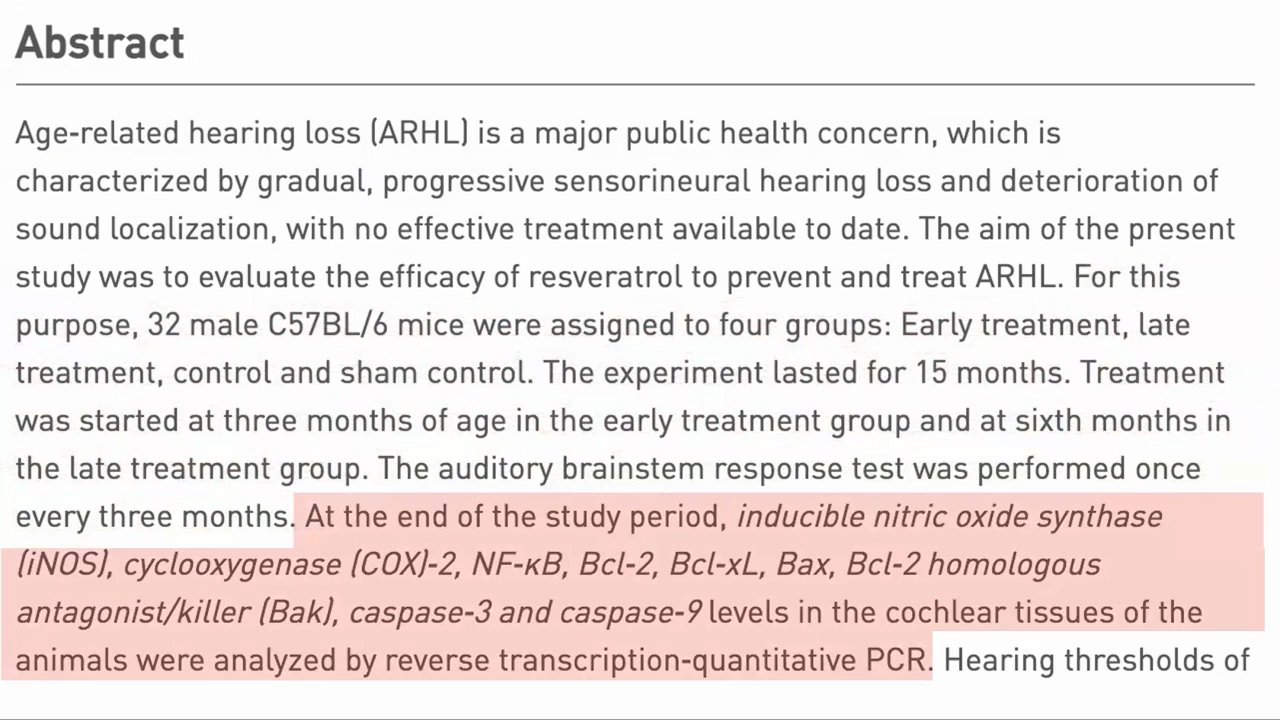 Abstract
Age-related hearing loss (ARHL) is a major public health concern, which is
characterized by gradual, progressive sensorineural hearing loss and deterioration of
sound localization, with no effective treatment available to date. The aim of the present
study was to evaluate the efficacy of resveratrol to prevent and treat ARHL. For this
purpose, 32 male C57BL/6 mice were assigned to four groups: Early treatment, late
treatment, control and sham control. The experiment lasted for 15 months. Treatment
was started at three months of age in the early treatment group and at sixth months in
the late treatment group. The auditory brainstem response test was performed once
every three months. At the end of the study period, inducible nitric oxide synthase
(iNOS), cyclooxygenase (COX)-2, NF-κB, Bcl-2, Bcl-xL, Bax, Bcl-2 homologous
antagonist/killer (Bak), caspase-3 and caspase-9 levels in the cochlear tissues of the
animals were analyzed by reverse transcription-quantitative PCR. Hearing thresholds of